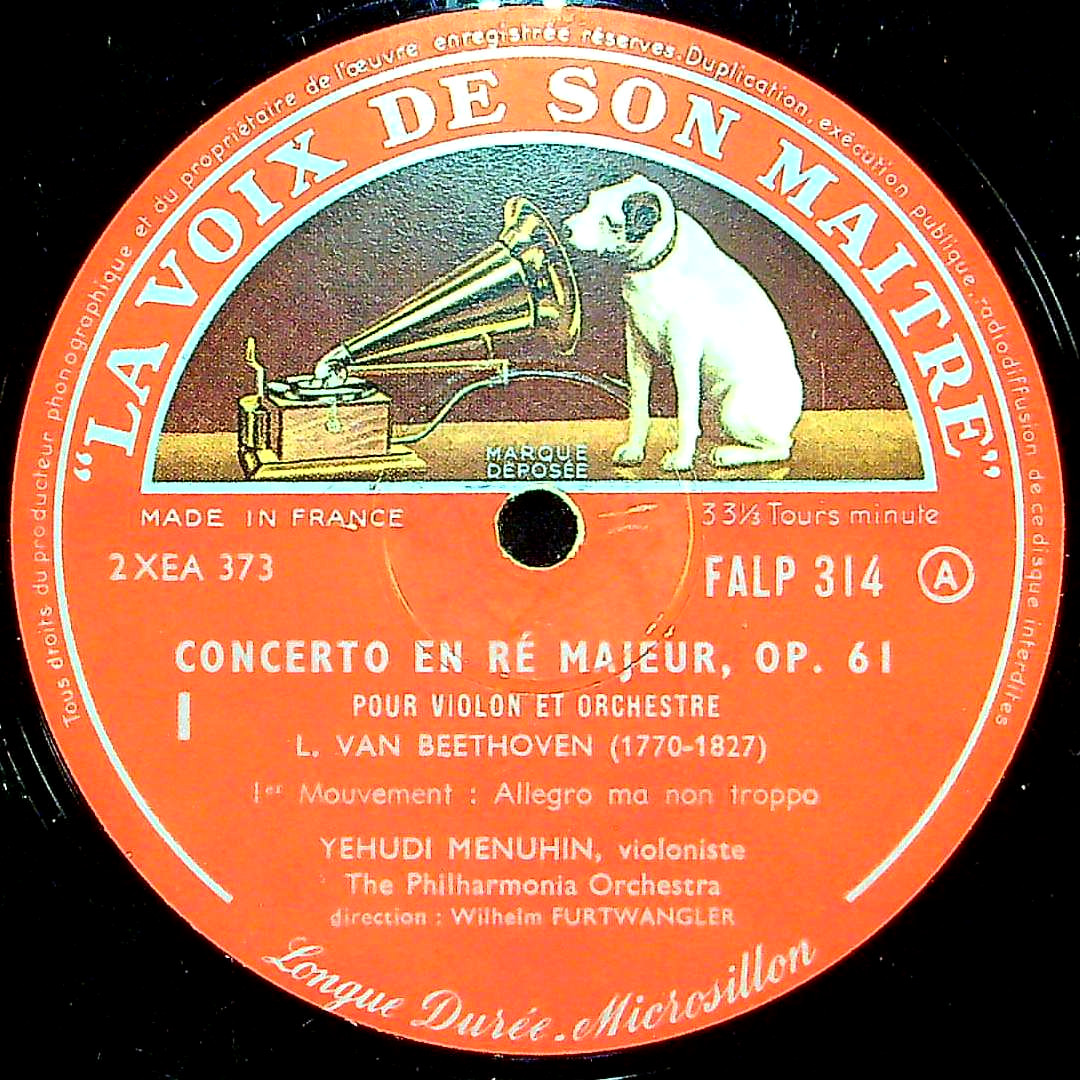 Tous droits du producteur phonographique et du propriétaire de l'œuvre enregistrée réservés. Duplication, exécution publique, radiodiffusion de ce disque interdites
"LA VOIX DE SON MAITRE"
MARQUE
DÉPOSÉE
MADE IN FRANCE
33⅓ Tours minute
2XEA 373
FALP 314 Ⓐ
CONCERTO EN RÉ MAJEUR, OP. 61
I
POUR VIOLON ET ORCHESTRE
L. VAN BEETHOVEN (1770-1827)
1er Mouvement : Allegro ma non troppo
YEHUDI MENUHIN, violoniste
The Philharmonia Orchestra
direction : Wilhelm FURTWANGLER
Longue Durée. Microsillon